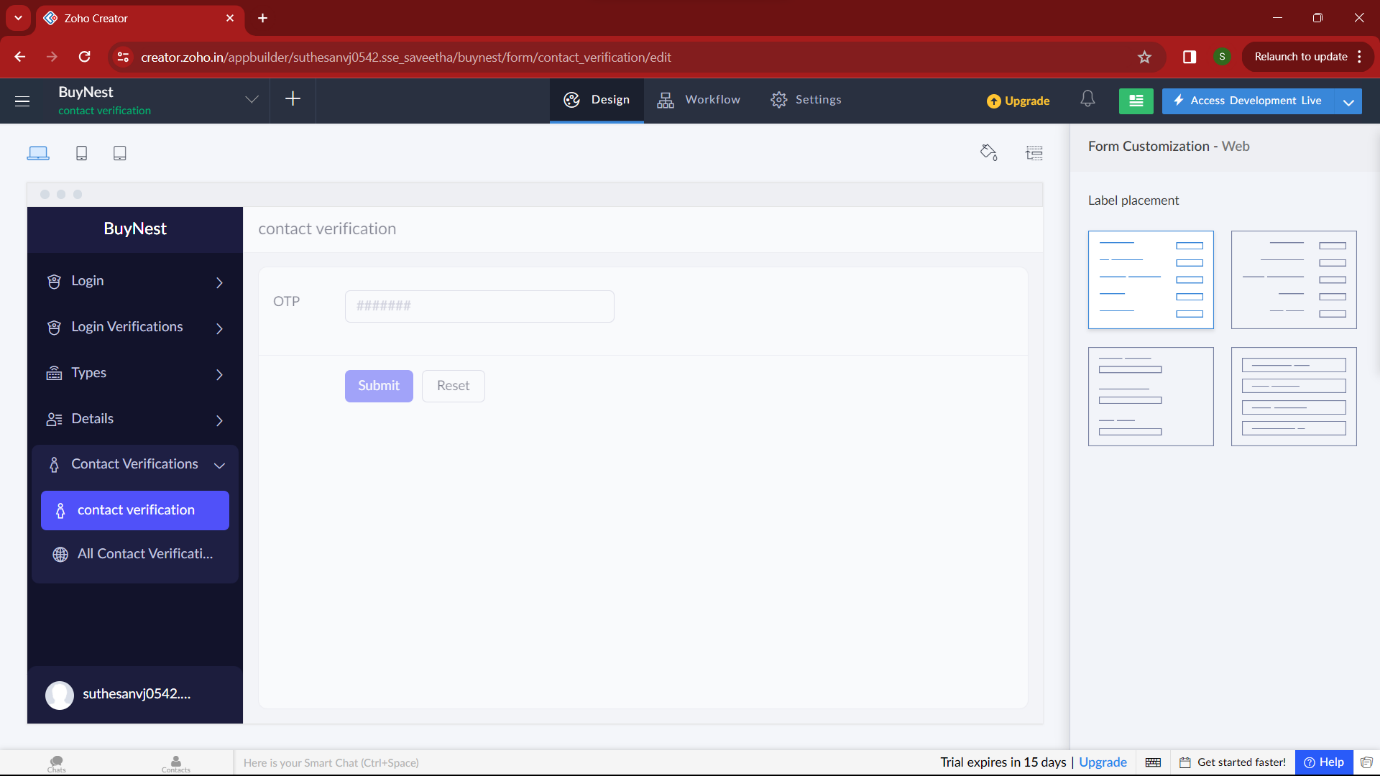 Zoho Creator
creator.zoho.in/appbuilder/suthesanvj0542.sse_saveetha/buynest/form/contact_verification/edit
S
Relaunch to update
BuyNest
contact verification
Design
Workflow
Settings
Upgrade
Access Development Live
Form Customization - Web
Label placement
BuyNest
contact verification
Login
Login Verifications
Types
Details
Contact Verifications
contact verification
All Contact Verificati...
OTP
#######
Submit
Reset
suthesanvj0542....
Chats
Contacts
Here is your Smart Chat (Ctrl+Space)
Trial expires in 15 days | Upgrade
Get started faster!
Help